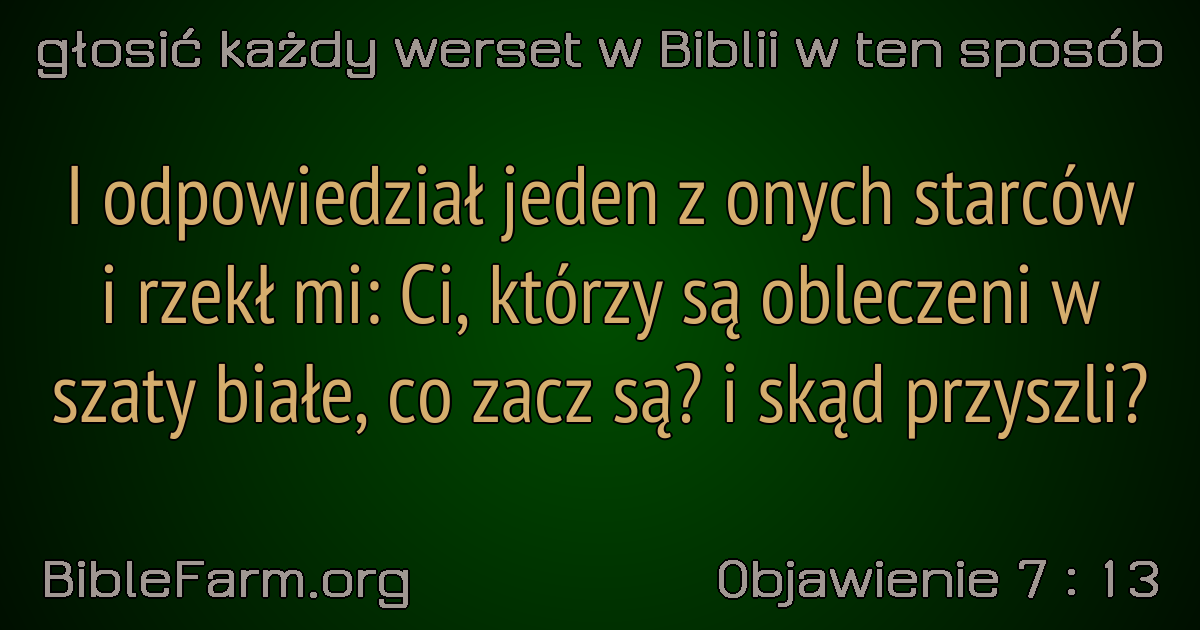 głosić każdy werset w Biblii w ten sposób
I odpowiedział jeden z onych starców
i rzekł mi: Ci, którzy są obleczeni w
szaty białe, co zacz są? i skąd przyszli?
BibleFarm.org
Objawienie 7 : 13